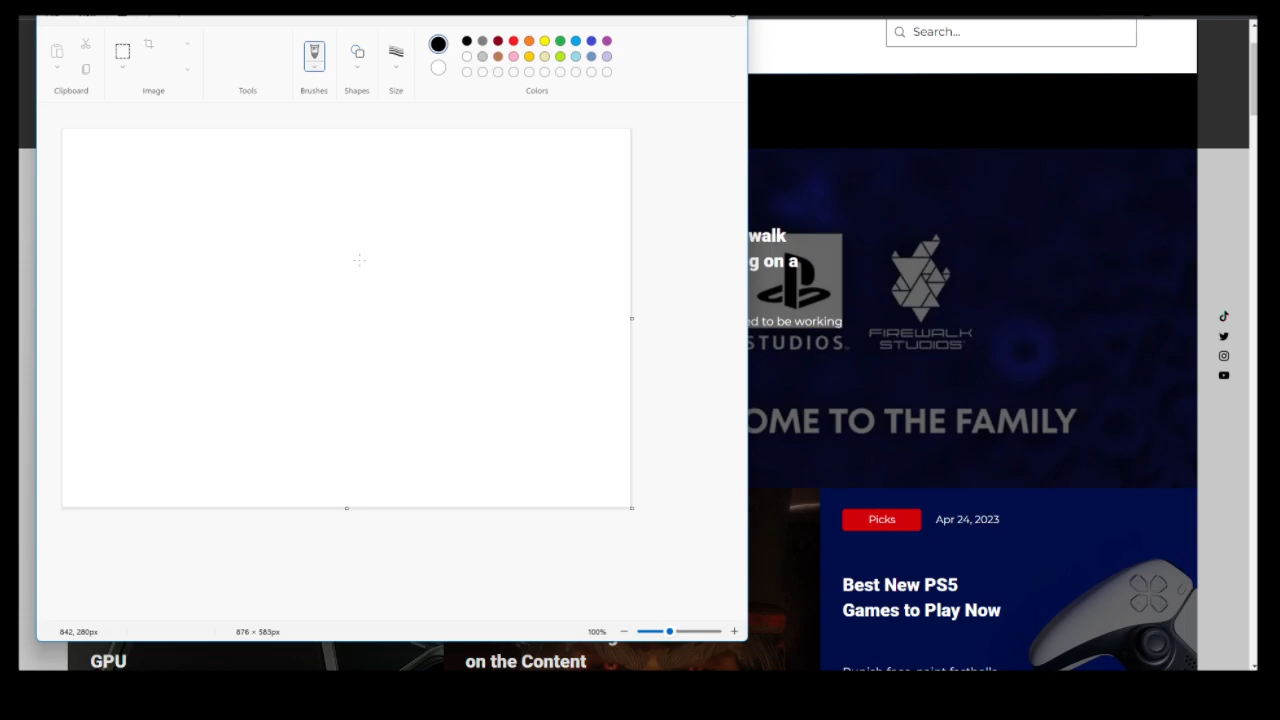 Search...
Clipboard
Image
Tools
Brushes
Shapes
Size
Colors
walk
g on a
ed to be working
STUDIOS
FIREWALK
STUDIOS
OME TO THE FAMILY
Picks
Apr 24, 2023
Best New PS5
Games to Play Now
842, 280px
876 × 583px
100%
GPU
on the Content